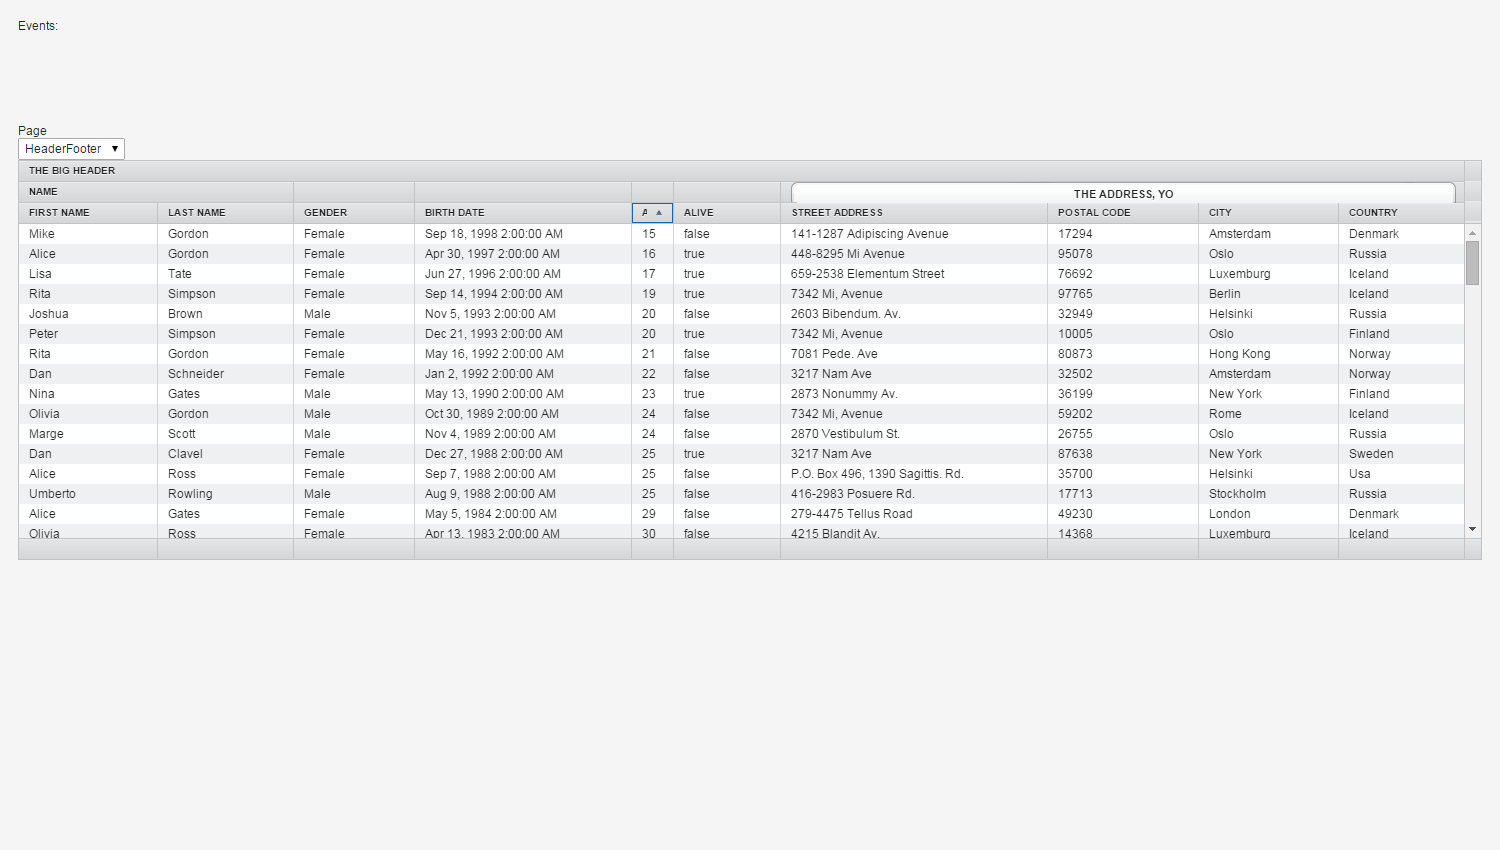 Events:
Page
HeaderFooter
THE BIG HEADER
NAME THE ADDRESS, YO
FIRST NAME LAST NAME GENDER BIRTH DATE A ALIVE STREET ADDRESS POSTAL CODE CITY COUNTRY
Mike Gordon Female Sep 18, 1998 2:00:00 AM 15 false 141-1287 Adipiscing Avenue 17294 Amsterdam Denmark
Alice Gordon Female Apr 30, 1997 2:00:00 AM 16 true 448-8295 Mi Avenue 95078 Oslo Russia
Lisa Tate Female Jun 27, 1996 2:00:00 AM 17 true 659-2538 Elementum Street 76692 Luxemburg Iceland
Rita Simpson Female Sep 14, 1994 2:00:00 AM 19 true 7342 Mi, Avenue 97765 Berlin Iceland
Joshua Brown Male Nov 5, 1993 2:00:00 AM 20 false 2603 Bibendum. Av. 32949 Helsinki Russia
Peter Simpson Female Dec 21, 1993 2:00:00 AM 20 true 7342 Mi, Avenue 10005 Oslo Finland
Rita Gordon Female May 16, 1992 2:00:00 AM 21 false 7081 Pede. Ave 80873 Hong Kong Norway
Dan Schneider Female Jan 2, 1992 2:00:00 AM 22 false 3217 Nam Ave 32502 Amsterdam Norway
Nina Gates Male May 13, 1990 2:00:00 AM 23 true 2873 Nonummy Av. 36199 New York Finland
Olivia Gordon Male Oct 30, 1989 2:00:00 AM 24 false 7342 Mi, Avenue 59202 Rome Iceland
Marge Scott Male Nov 4, 1989 2:00:00 AM 24 false 2870 Vestibulum St. 26755 Oslo Russia
Dan Clavel Female Dec 27, 1988 2:00:00 AM 25 true 3217 Nam Ave 87638 New York Sweden
Alice Ross Female Sep 7, 1988 2:00:00 AM 25 false P.O. Box 496, 1390 Sagittis. Rd. 35700 Helsinki Usa
Umberto Rowling Male Aug 9, 1988 2:00:00 AM 25 false 416-2983 Posuere Rd. 17713 Stockholm Russia
Alice Gates Female May 5, 1984 2:00:00 AM 29 false 279-4475 Tellus Road 49230 London Denmark
Olivia Ross Female Apr 13, 1983 2:00:00 AM 30 false 4215 Blandit Av. 14368 Luxemburg Iceland